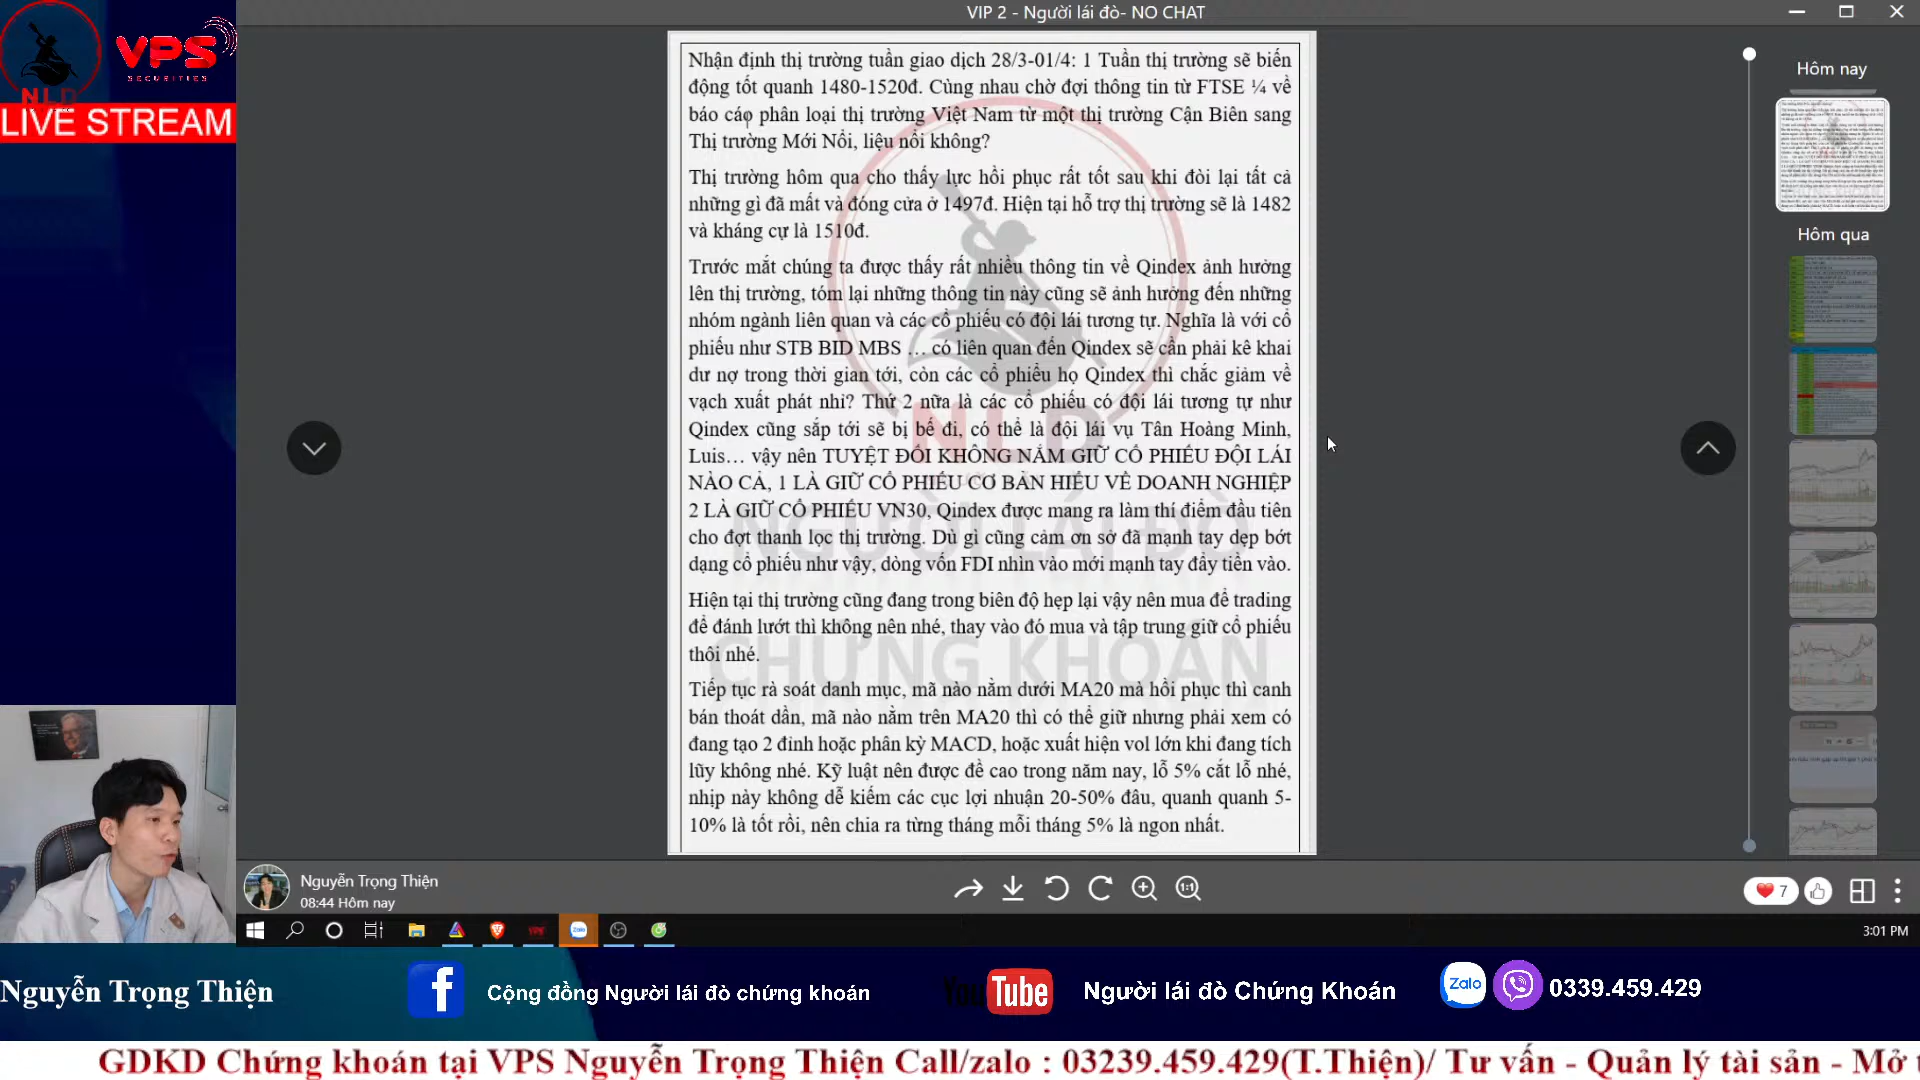 VIP 2 - Người lái đò- NO CHAT
VPS
SECURITIES
NLD
LIVE STREAM
Nhận định thị trường tuần giao dịch 28/3-01/4: 1 Tuần thị trường sẽ biến
động tốt quanh 1480-1520đ. Cùng nhau chờ đợi thông tin từ FTSE ¼ về
báo cáo phân loại thị trường Việt Nam từ một thị trường Cận Biên sang
Thị trường Mới Nổi, liệu nổi không?
Thị trường hôm qua cho thấy lực hồi phục rất tốt sau khi đòi lại tất cả
những gì đã mất và đóng cửa ở 1497đ. Hiện tại hỗ trợ thị trường sẽ là 1482
và kháng cự là 1510đ.
Trước mắt chúng ta được thấy rất nhiều thông tin về Qindex ảnh hưởng
lên thị trường, tóm lại những thông tin này cũng sẽ ảnh hưởng đến những
nhóm ngành liên quan và các cổ phiếu có đội lái tương tự. Nghĩa là với cổ
phiếu như STB BID MBS … có liên quan đến Qindex sẽ cần phải kê khai
dư nợ trong thời gian tới, còn các cổ phiếu họ Qindex thì chắc giảm về
vạch xuất phát nhỉ? Thứ 2 nữa là các cổ phiếu có đội lái tương tự như
Qindex cũng sắp tới sẽ bị bế đi, có thể là đội lái vụ Tân Hoàng Minh,
Luis… vậy nên TUYỆT ĐỐI KHÔNG NẮM GIỮ CỔ PHIẾU ĐỘI LÁI
NÀO CẢ, 1 LÀ GIỮ CỔ PHIẾU CƠ BẢN HIỂU VỀ DOANH NGHIỆP
2 LÀ GIỮ CỔ PHIẾU VN30, Qindex được mang ra làm thí điểm đầu tiên
cho đợt thanh lọc thị trường. Dù gì cũng cảm ơn sở đã mạnh tay dẹp bớt
dạng cổ phiếu như vậy, dòng vốn FDI nhìn vào mới mạnh tay đẩy tiền vào.
Hiện tại thị trường cũng đang trong biên độ hẹp lại vậy nên mua để trading
để đánh lướt thì không nên nhé, thay vào đó mua và tập trung giữ cổ phiếu
thôi nhé.
Tiếp tục rà soát danh mục, mã nào nằm dưới MA20 mà hồi phục thì canh
bán thoát dần, mã nào nằm trên MA20 thì có thể giữ nhưng phải xem có
đang tạo 2 đỉnh hoặc phân kỳ MACD, hoặc xuất hiện vol lớn khi đang tích
lũy không nhé. Kỹ luật nên được đề cao trong năm nay, lỗ 5% cắt lỗ nhé,
nhịp này không dễ kiếm các cục lợi nhuận 20-50% đâu, quanh quanh 5-
10% là tốt rồi, nên chia ra từng tháng mỗi tháng 5% là ngon nhất.
NLD
NGƯỜI LÁI ĐÒ
CHỨNG KHOÁN
Hôm nay
Hôm qua
Nguyễn Trọng Thiện
08:44 Hôm nay
1:1
7
VPS
Zalo
3:01 PM
Nguyễn Trọng Thiện
f
Cộng đồng Người lái đò chứng khoán
YouTube
Người lái đò Chứng Khoán
Zalo
0339.459.429
GDKD Chứng khoán tại VPS Nguyễn Trọng Thiện Call/zalo : 03239.459.429(T.Thiện)/ Tư vấn - Quản lý tài sản - Mở